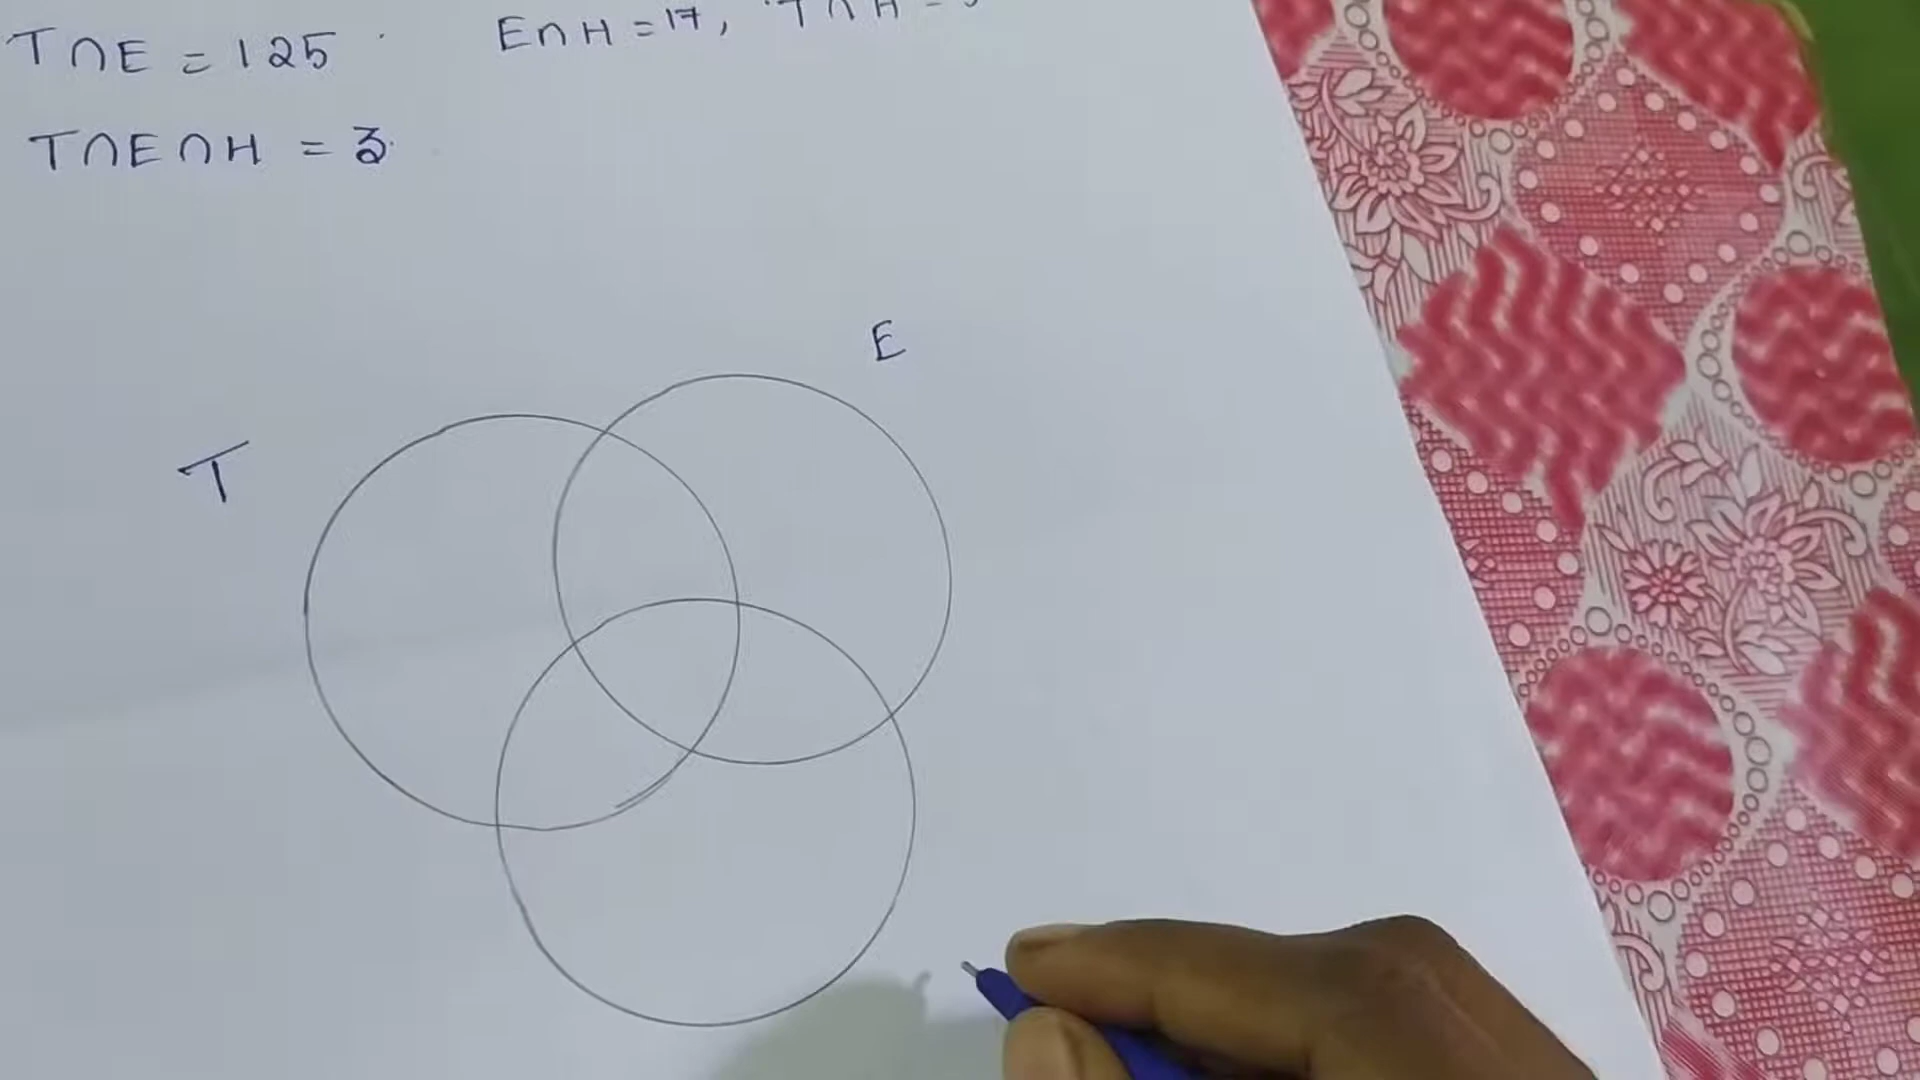 T∩E = 125 E∩H = 17, T∩H =
T∩E∩H = 3
E
T